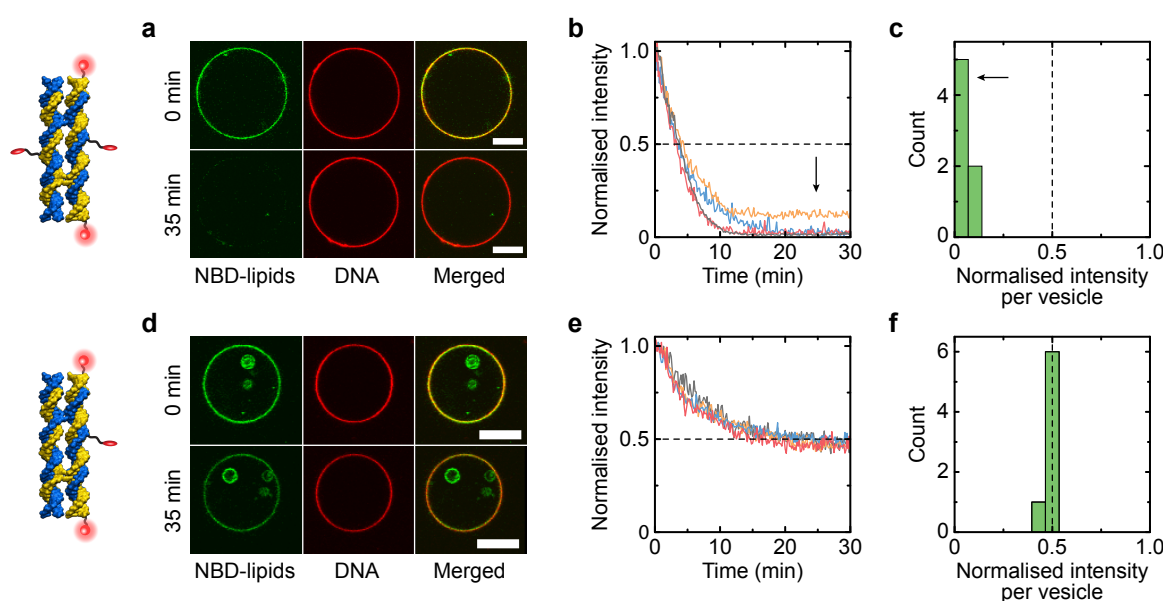 a
0 min
35 min
NBD-lipids DNA Merged
b
Normalised intensity
1.0
0.5
0
0 10 20 30
Time (min)
c
Count
4
2
0
0 0.5 1.0
Normalised intensity
per vesicle
d
0 min
35 min
NBD-lipids DNA Merged
e
Normalised intensity
1.0
0.5
0
0 10 20 30
Time (min)
f
Count
6
4
2
0
0 0.5 1.0
Normalised intensity
per vesicle